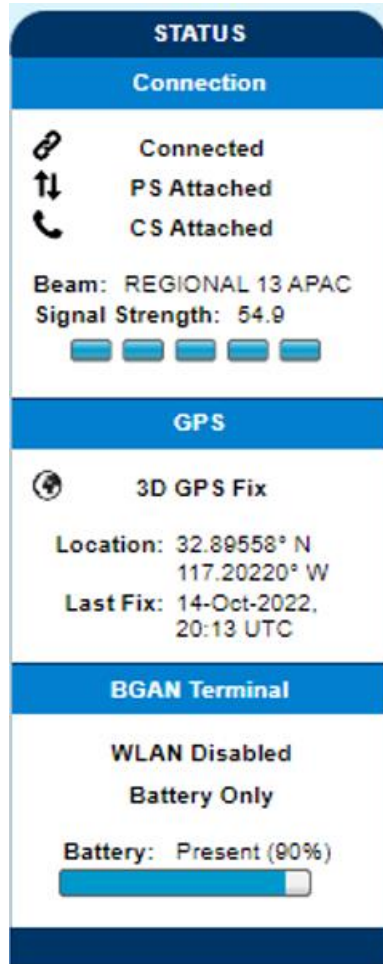 STATUS
Connection
Connected
PS Attached
CS Attached
Beam: REGIONAL 13 APAC
Signal Strength: 54.9
GPS
3D GPS Fix
Location: 32.89558° N
117.20220° W
Last Fix: 14-Oct-2022,
20:13 UTC
BGAN Terminal
WLAN Disabled
Battery Only
Battery: Present (90%)